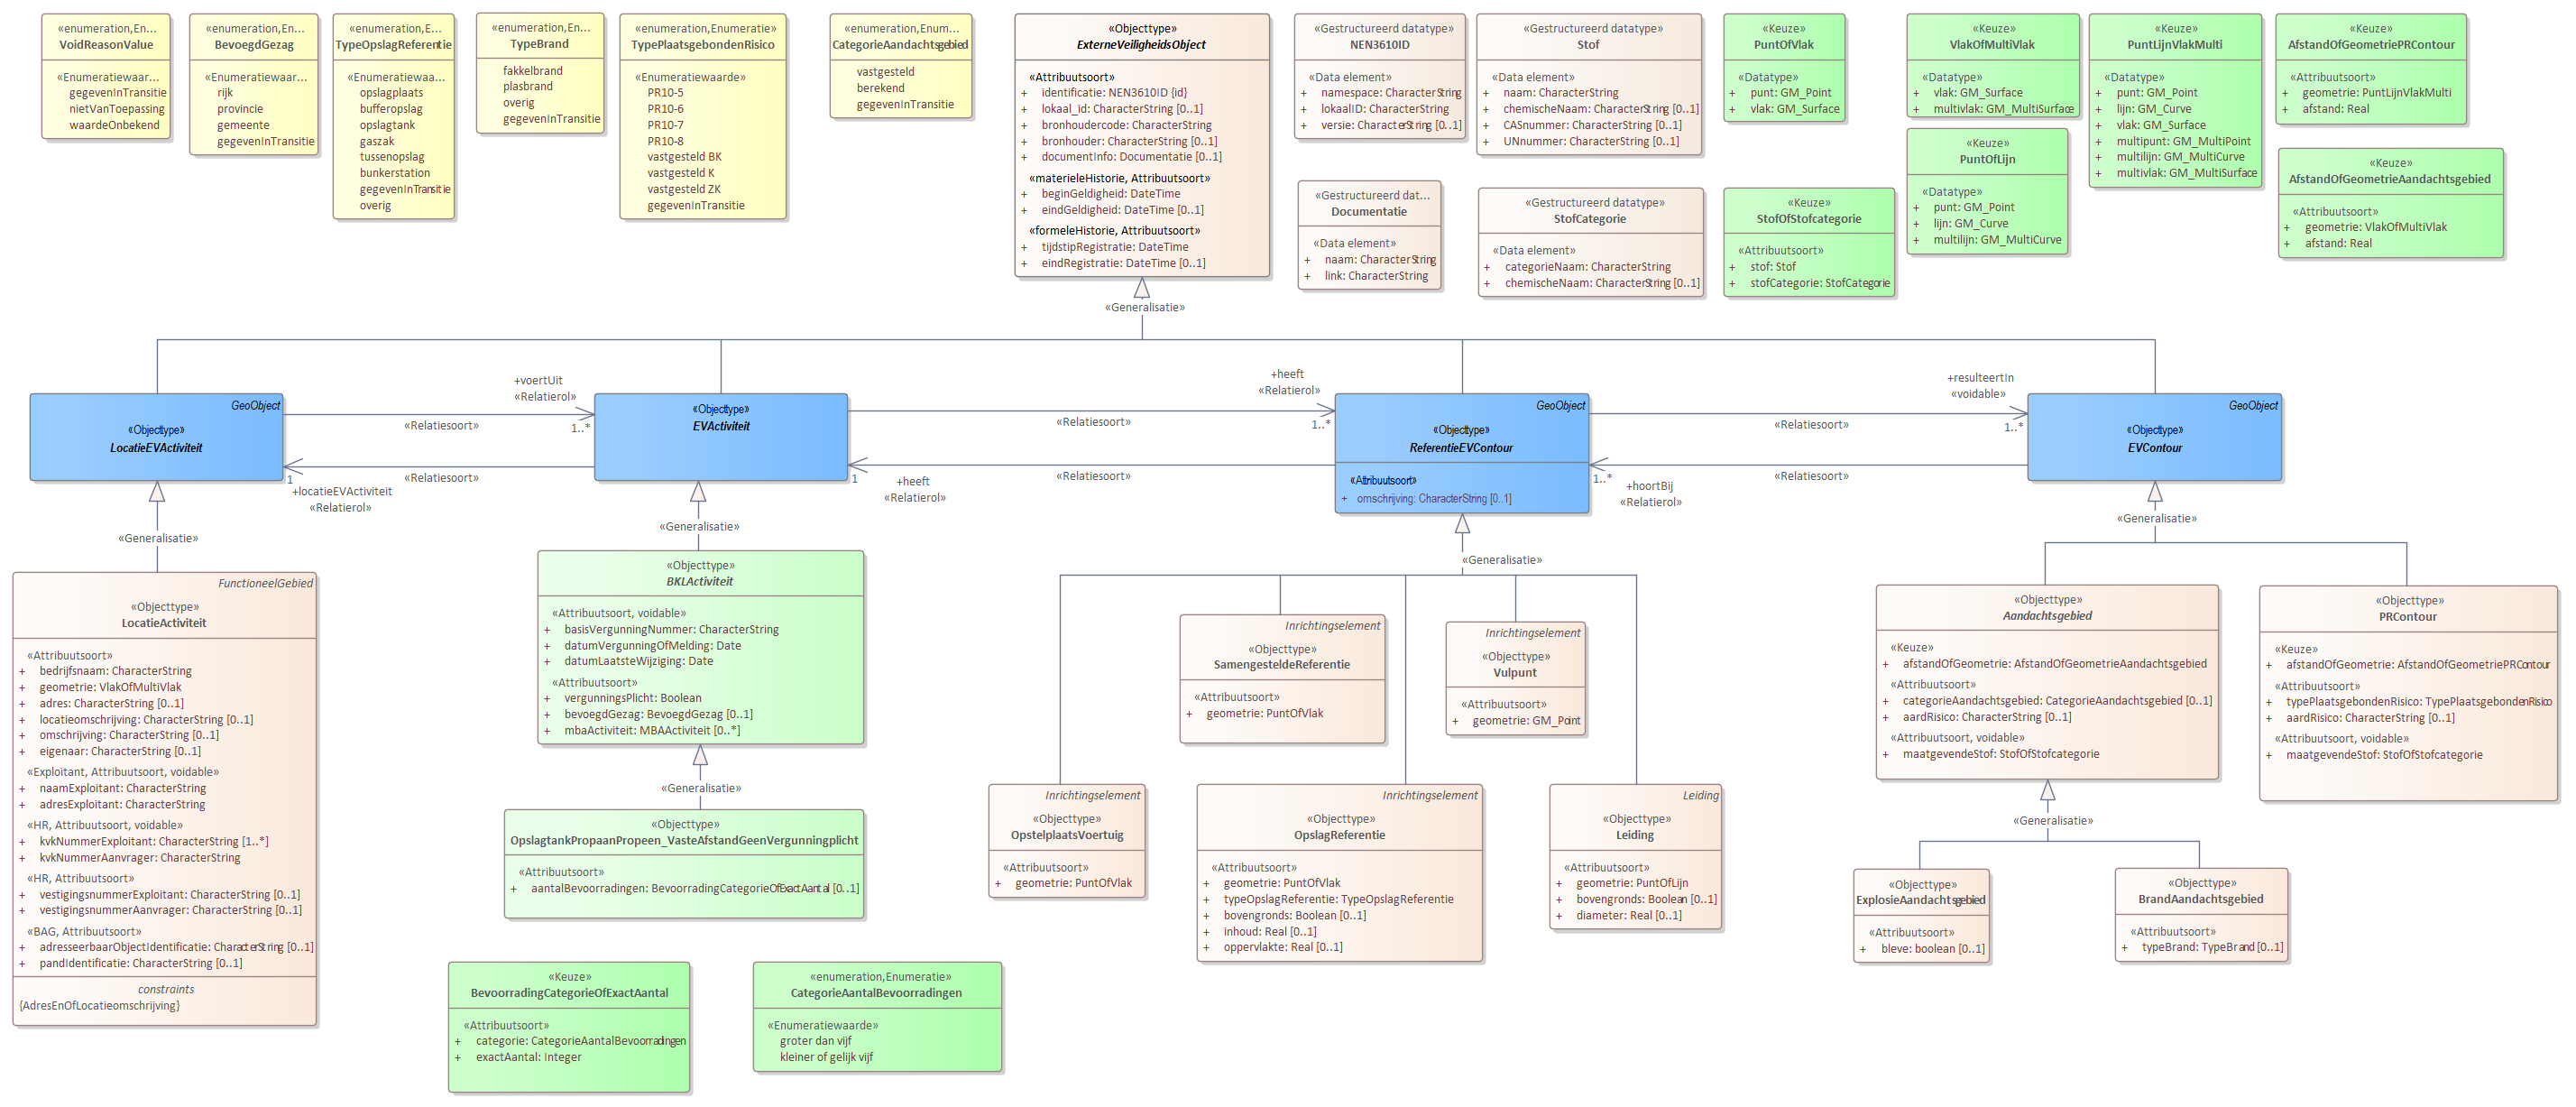 «enumeration,En...
VoidReasonValue
«Enumeratiewaar...
gegevenInTransitie
nietVanToepassing
waardeOnbekend
«enumeration,En...
BevoegdGezag
«Enumeratiewaar...
rijk
provincie
gemeente
gegevenInTransitie
«enumeration,En...
TypeOpslagReferentie
«Enumeratiewaa...
opslagplaats
bufferopslag
opslagtank
gaszak
tussenopslag
bunkerstation
gegevenInTransitie
overig
«enumeration,En...
TypeBrand
fakkelbrand
plasbrand
overig
gegevenInTransitie
«enumeration,Enumeratie»
TypePlaatsgebondenRisico
«Enumeratiewaarde»
PR10-5
PR10-6
PR10-7
PR10-8
vastgesteld BK
vastgesteld K
vastgesteld ZK
gegevenInTransitie
«enumeration,Enum...
CategorieAandachtsgebied
vastgesteld
berekend
gegevenInTransitie
«Objecttype»
ExterneVeiligheidsObject
«Attribuutsoort»
+ identificatie: NEN3610ID {id}
+ lokaal_id: CharacterString [0..1]
+ bronhoudercode: CharacterString
+ bronhouder: CharacterString [0..1]
+ documentInfo: Documentatie [0..1]
«materieleHistorie, Attribuutsoort»
+ beginGeldigheid: DateTime
+ eindGeldigheid: DateTime [0..1]
«formeleHistorie, Attribuutsoort»
+ tijdstipRegistratie: DateTime
+ eindRegistratie: DateTime [0..1]
«Gestructureerd datatype»
NEN3610ID
«Data element»
+ namespace: CharacterString
+ lokaalID: CharacterString
+ versie: CharacterString [0..1]
«Gestructureerd dat...
Documentatie
«Data element»
+ naam: CharacterString
+ link: CharacterString
«Gestructureerd datatype»
Stof
«Data element»
+ naam: CharacterString
+ chemischeNaam: CharacterString [0..1]
+ CASnummer: CharacterString [0..1]
+ UNnummer: CharacterString [0..1]
«Gestructureerd datatype»
StofCategorie
«Data element»
+ categorieNaam: CharacterString
+ chemischeNaam: CharacterString [0..1]
«Keuze»
PuntOfVlak
«Datatype»
+ punt: GM_Point
+ vlak: GM_Surface
«Keuze»
StofOfStofcategorie
«Attribuutsoort»
+ stof: Stof
+ stofCategorie: StofCategorie
«Keuze»
VlakOfMultiVlak
«Datatype»
+ vlak: GM_Surface
+ multivlak: GM_MultiSurface
«Keuze»
PuntOfLijn
«Datatype»
+ punt: GM_Point
+ lijn: GM_Curve
+ multilijn: GM_MultiCurve
«Keuze»
PuntLijnVlakMulti
«Datatype»
+ punt: GM_Point
+ lijn: GM_Curve
+ vlak: GM_Surface
+ multipunt: GM_MultiPoint
+ multilijn: GM_MultiCurve
+ multivlak: GM_MultiSurface
«Keuze»
AfstandOfGeometriePRContour
«Attribuutsoort»
+ geometrie: PuntLijnVlakMulti
+ afstand: Real
«Keuze»
AfstandOfGeometrieAandachtsgebied
«Attribuutsoort»
+ geometrie: VlakOfMultiVlak
+ afstand: Real
«Generalisatie»
GeoObject
«Objecttype»
LocatieEVActiviteit
+voertUit
«Relatierol»
«Relatiesoort»
1..*
«Relatiesoort»
1
+locatieEVActiviteit
«Relatierol»
«Objecttype»
EVActiviteit
+heeft
«Relatierol»
«Relatiesoort»
1..*
«Relatiesoort»
1
+heeft
«Relatierol»
GeoObject
«Objecttype»
ReferentieEVContour
«Attribuutsoort»
+ omschrijving: CharacterString [0..1]
+resulteertIn
«voidable»
«Relatiesoort»
1..*
«Relatiesoort»
1..*
+hoortBij
«Relatierol»
GeoObject
«Objecttype»
EVContour
«Generalisatie»
«Generalisatie»
«Generalisatie»
«Generalisatie»
FunctioneelGebied
«Objecttype»
LocatieActiviteit
«Attribuutsoort»
+ bedrijfsnaam: CharacterString
+ geometrie: VlakOfMultiVlak
+ adres: CharacterString [0..1]
+ locatieomschrijving: CharacterString [0..1]
+ omschrijving: CharacterString [0..1]
+ eigenaar: CharacterString [0..1]
«Exploitant, Attribuutsoort, voidable»
+ naamExploitant: CharacterString
+ adresExploitant: CharacterString
«HR, Attribuutsoort, voidable»
+ kvkNummerExploitant: CharacterString [1..*]
+ kvkNummerAanvrager: CharacterString
«HR, Attribuutsoort»
+ vestigingsnummerExploitant: CharacterString [0..1]
+ vestigingsnummerAanvrager: CharacterString [0..1]
«BAG, Attribuutsoort»
+ adresseerbaarObjectIdentificatie: CharacterString [0..1]
+ pandIdentificatie: CharacterString [0..1]
constraints
{AdresEnOfLocatieomschrijving}
«Objecttype»
BKLActiviteit
«Attribuutsoort, voidable»
+ basisVergunningNummer: CharacterString
+ datumVergunningOfMelding: Date
+ datumLaatsteWijziging: Date
«Attribuutsoort»
+ vergunningsPlicht: Boolean
+ bevoegdGezag: BevoegdGezag [0..1]
+ mbaActiviteit: MBAActiviteit [0..*]
«Generalisatie»
«Objecttype»
OpslagtankPropaanPropeen_VasteAfstandGeenVergunningplicht
«Attribuutsoort»
+ aantalBevoorradingen: BevoorradingCategorieOfExactAantal [0..1]
«Keuze»
BevoorradingCategorieOfExactAantal
«Attribuutsoort»
+ categorie: CategorieAantalBevoorradingen
+ exactAantal: Integer
«enumeration,Enumeratie»
CategorieAantalBevoorradingen
«Enumeratiewaarde»
groter dan vijf
kleiner of gelijk vijf
Inrichtingselement
«Objecttype»
SamengesteldeReferentie
«Attribuutsoort»
+ geometrie: PuntOfVlak
Inrichtingselement
«Objecttype»
Vulpunt
«Attribuutsoort»
+ geometrie: GM_Point
Inrichtingselement
«Objecttype»
OpstelplaatsVoertuig
«Attribuutsoort»
+ geometrie: PuntOfVlak
Inrichtingselement
«Objecttype»
OpslagReferentie
«Attribuutsoort»
+ geometrie: PuntOfVlak
+ typeOpslagReferentie: TypeOpslagReferentie
+ bovengronds: Boolean [0..1]
+ inhoud: Real [0..1]
+ oppervlakte: Real [0..1]
Leiding
«Objecttype»
Leiding
«Attribuutsoort»
+ geometrie: PuntOfLijn
+ bovengronds: Boolean [0..1]
+ diameter: Real [0..1]
«Objecttype»
Aandachtsgebied
«Keuze»
+ afstandOfGeometrie: AfstandOfGeometrieAandachtsgebied
«Attribuutsoort»
+ categorieAandachtsgebied: CategorieAandachtsgebied [0..1]
+ aardRisico: CharacterString [0..1]
«Attribuutsoort, voidable»
+ maatgevendeStof: StofOfStofcategorie
«Objecttype»
PRContour
«Keuze»
+ afstandOfGeometrie: AfstandOfGeometriePRContour
«Attribuutsoort»
+ typePlaatsgebondenRisico: TypePlaatsgebondenRisico
+ aardRisico: CharacterString [0..1]
«Attribuutsoort, voidable»
+ maatgevendeStof: StofOfStofcategorie
«Generalisatie»
«Objecttype»
ExplosieAandachtsgebied
«Attribuutsoort»
+ bleve: boolean [0..1]
«Objecttype»
BrandAandachtsgebied
«Attribuutsoort»
+ typeBrand: TypeBrand [0..1]